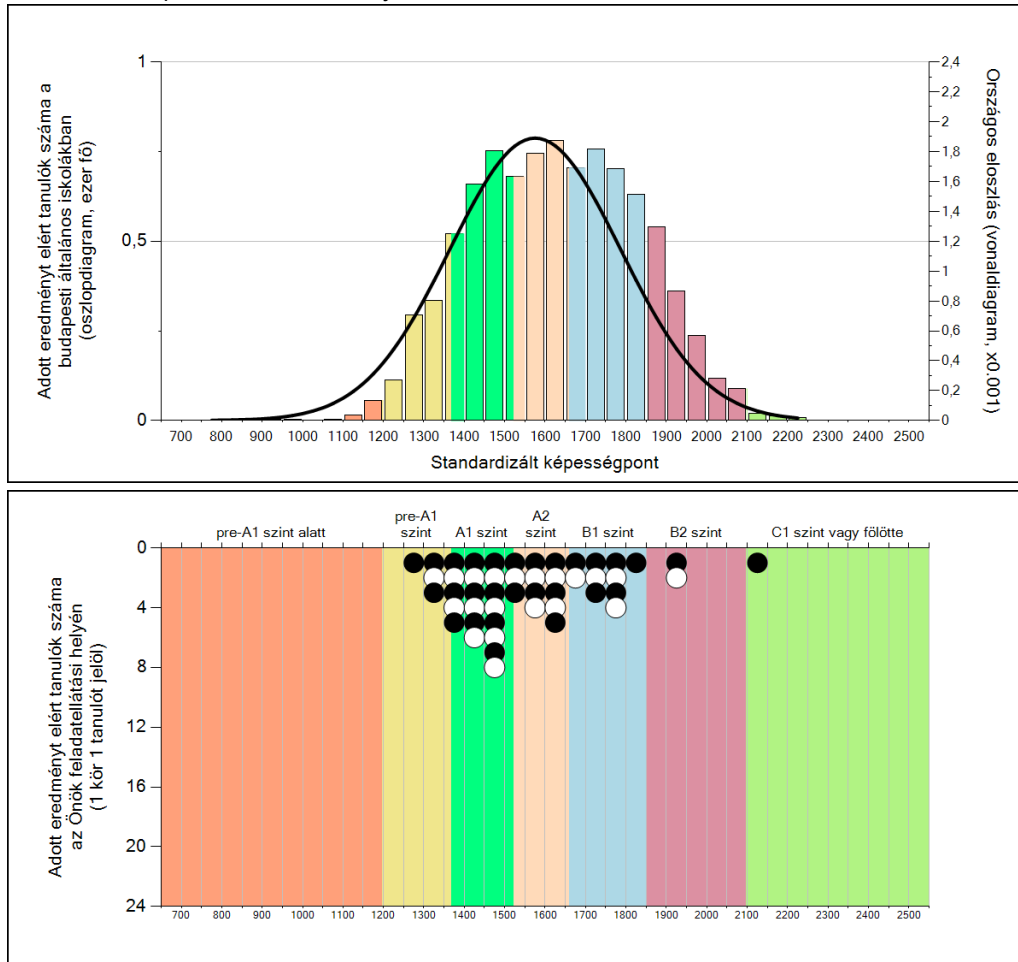 Adott eredményt elért tanulók száma a
budapesti általános iskolákban
(oszlopdiagram, ezer fő)
1
0,5
0
2,4
2,2
2
1,8
1,6
1,4
1,2
1
0,8
0,6
0,4
0,2
0
Országos eloszlás (vonaldiagram, x0.001)
700 800 900 1000 1100 1200 1300 1400 1500 1600 1700 1800 1900 2000 2100 2200 2300 2400 2500
Standardizált képességpont
Adott eredményt elért tanulók száma
az Önök feladatellátási helyén
(1 kör 1 tanulót jelöl)
pre-A1 szint alatt
pre-A1
szint
A1 szint
A2
szint
B1 szint
B2 szint
C1 szint vagy fölötte
0
4
8
12
16
20
24
700 800 900 1000 1100 1200 1300 1400 1500 1600 1700 1800 1900 2000 2100 2200 2300 2400 2500